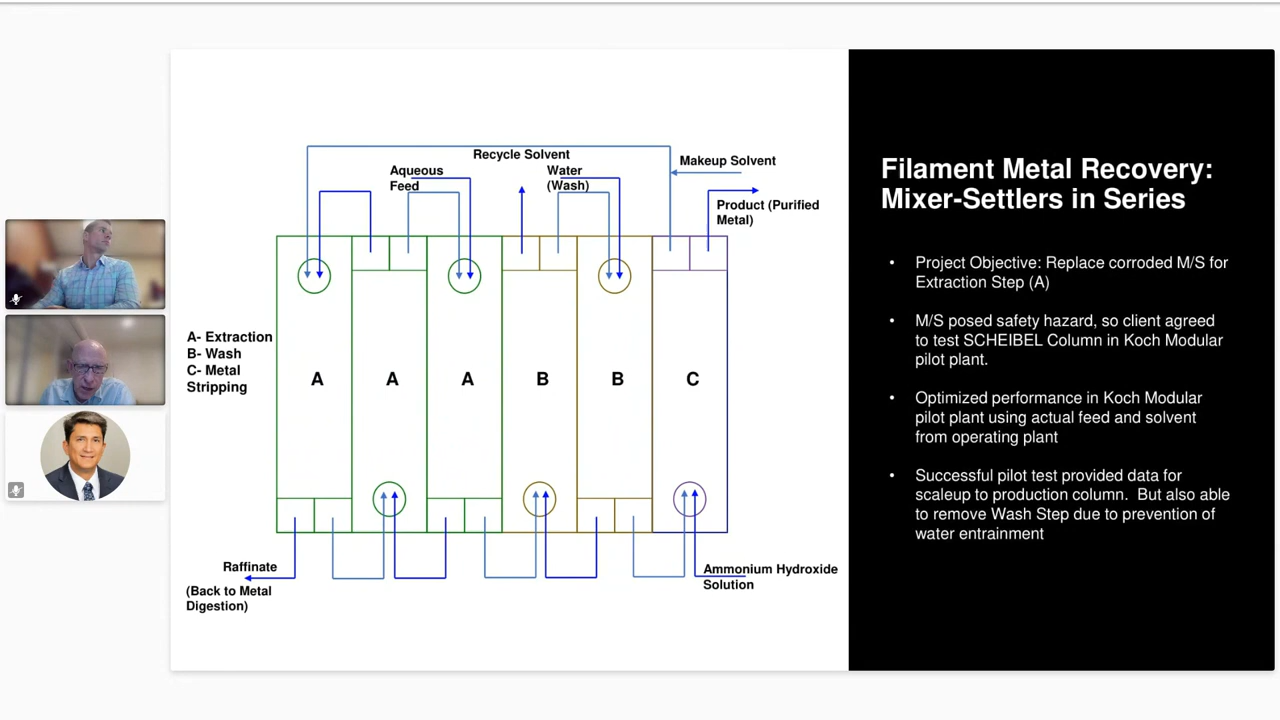 Recycle Solvent
Makeup Solvent
Aqueous
Feed
Water
(Wash)
Product (Purified
Metal)
A- Extraction
B- Wash
C- Metal
Stripping
A
A
A
B
B
C
Raffinate
(Back to Metal
Digestion)
Ammonium Hydroxide
Solution
Filament Metal Recovery:
Mixer-Settlers in Series
• Project Objective: Replace corroded M/S for
Extraction Step (A)
• M/S posed safety hazard, so client agreed
to test SCHEIBEL Column in Koch Modular
pilot plant.
• Optimized performance in Koch Modular
pilot plant using actual feed and solvent
from operating plant
• Successful pilot test provided data for
scaleup to production column.  But also able
to remove Wash Step due to prevention of
water entrainment